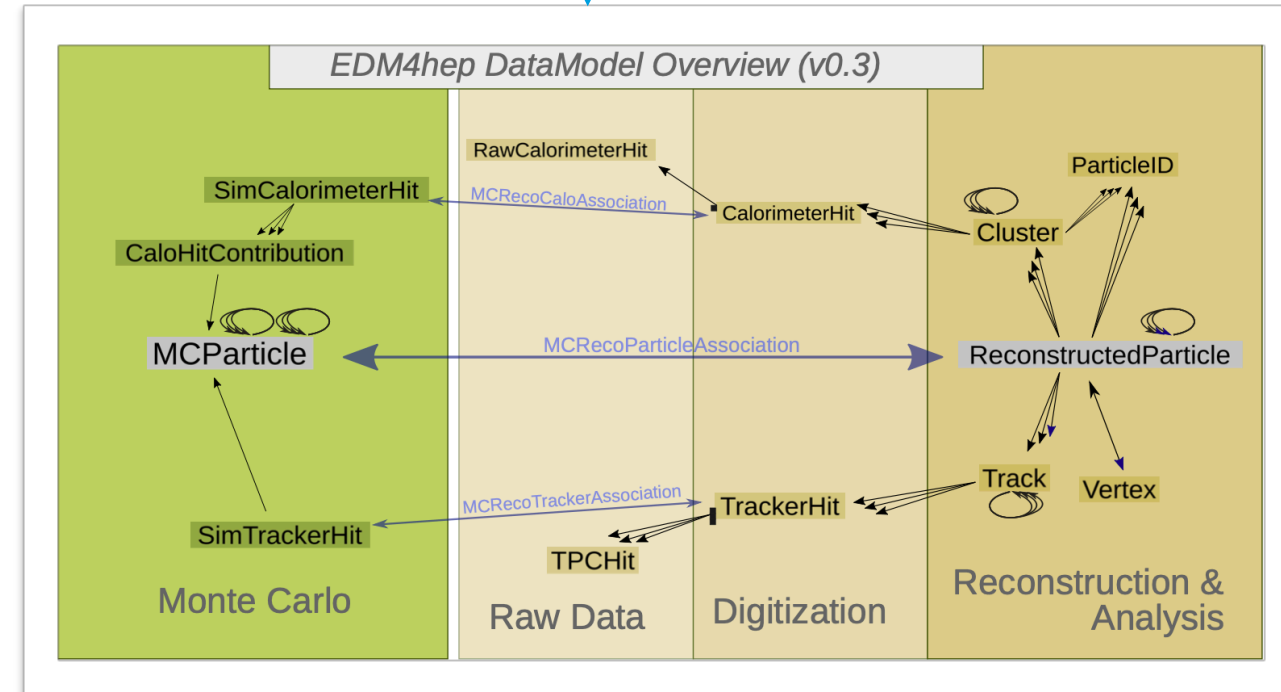 EDM4hep DataModel Overview (v0.3)
RawCalorimeterHit
ParticleID
SimCalorimeterHit
MCRecoCaloAssociation
CalorimeterHit
Cluster
CaloHitContribution
MCParticle
MCRecoParticleAssociation
ReconstructedParticle
Track
Vertex
MCRecoTrackerAssociation
TrackerHit
SimTrackerHit
TPCHit
Monte Carlo
Raw Data
Digitization
Reconstruction &
Analysis